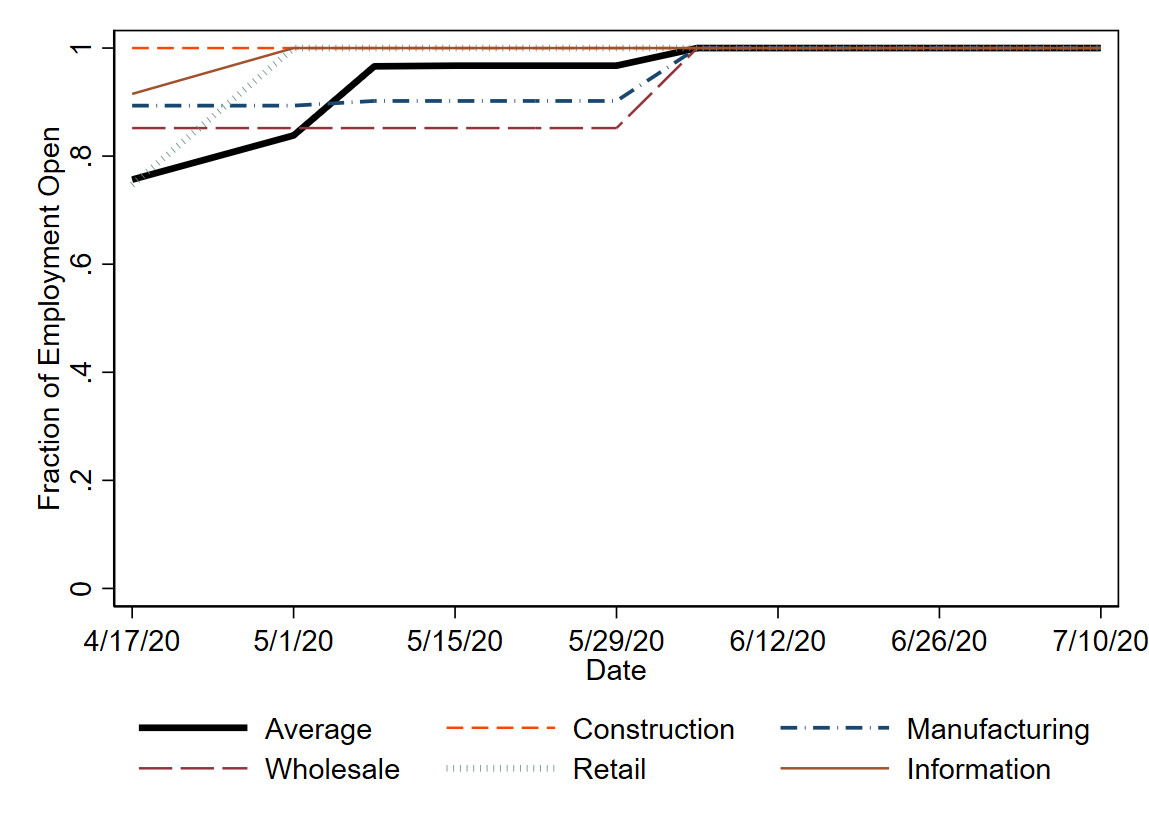 Fraction of Employment Open
1
.8
.6
.4
.2
0
4/17/20 5/1/20 5/15/20 5/29/20 6/12/20 6/26/20 7/10/20
Date
Average Construction Manufacturing
Wholesale Retail Information